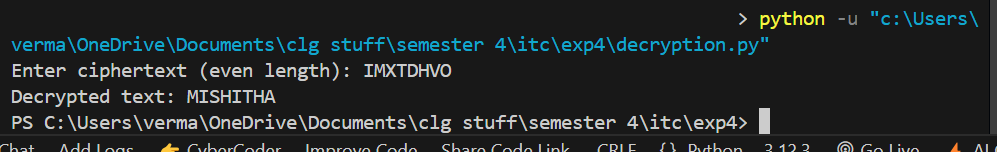 > python -u "c:\Users\
verma\OneDrive\Documents\clg stuff\semester 4\itc\exp4\decryption.py"
Enter ciphertext (even length): IMXTDHVO
Decrypted text: MISHITHA
PS C:\Users\verma\OneDrive\Documents\clg stuff\semester 4\itc\exp4>
Chat Add Logs CyberCoder Improve Code Share Code Link CRLF {} Python 3.12.3 Go Live